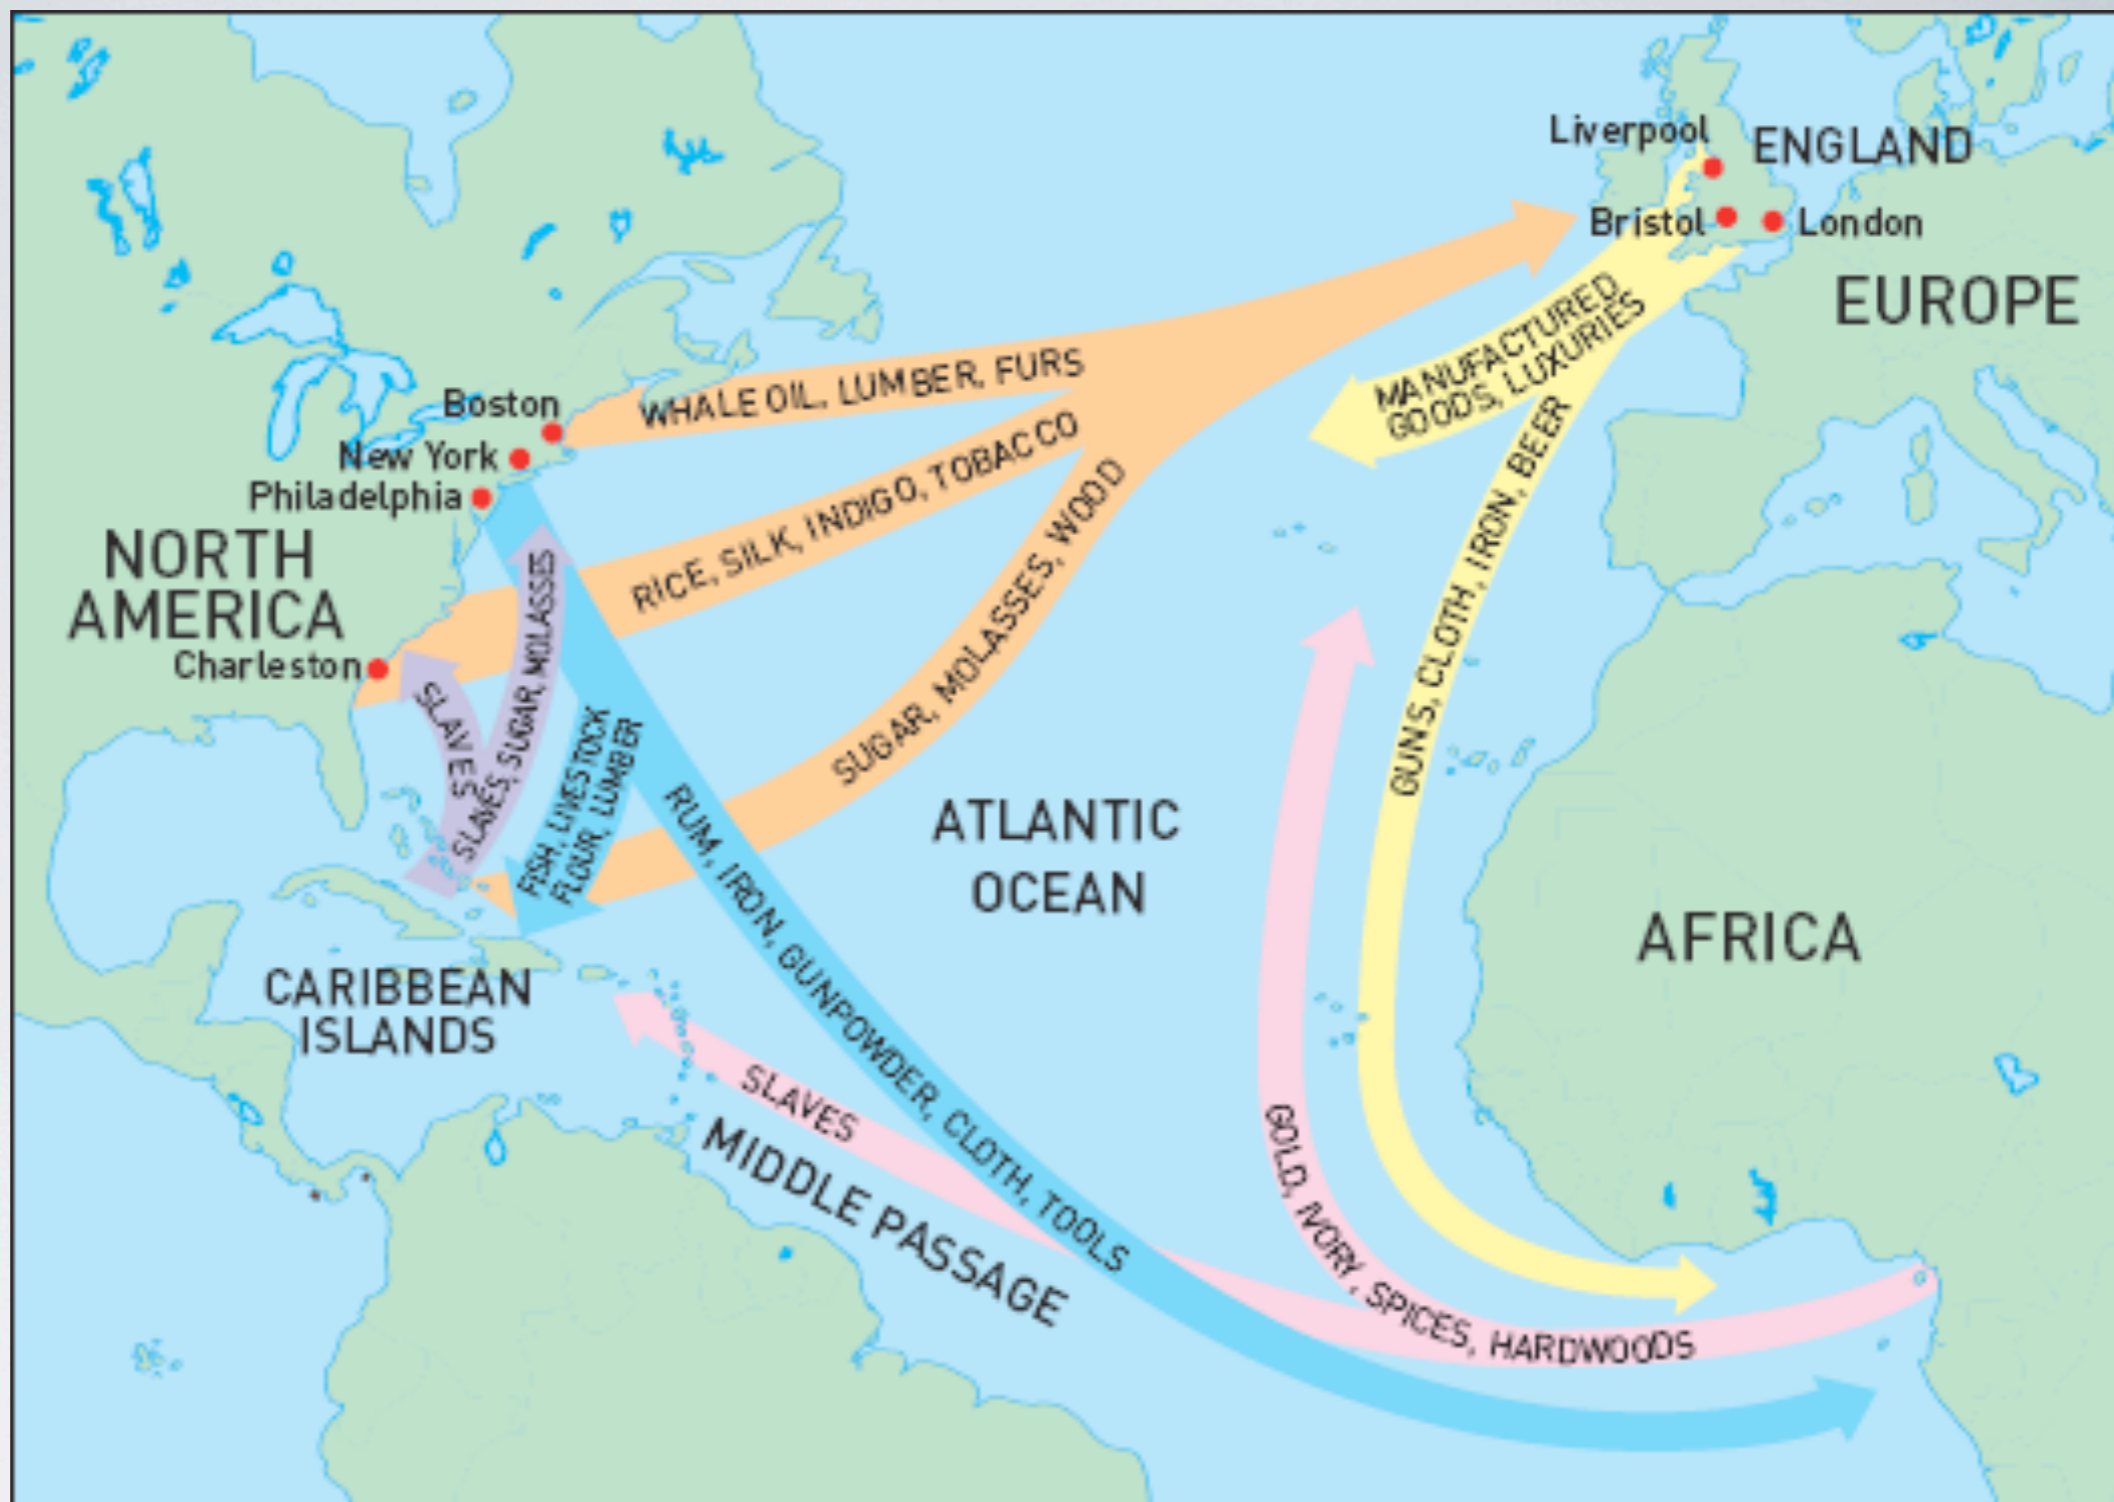 Liverpool
ENGLAND
Bristol
London
EUROPE
MANUFACTURED
GOODS, LUXURIES
WHALE OIL, LUMBER, FURS
Boston
New York
Philadelphia
RICE, SILK, INDIGO, TOBACCO
GUNS, CLOTH, IRON, BEER
NORTH
AMERICA
Charleston
SUGAR, MOLASSES, WOOD
SLAVES
SLAVES, SUGAR, MOLASSES
FISH, LIVESTOCK
FLOUR, LUMBER
RUM, IRON, GUNPOWDER, CLOTH, TOOLS
ATLANTIC
OCEAN
AFRICA
CARIBBEAN
ISLANDS
SLAVES
MIDDLE PASSAGE
GOLD, IVORY, SPICES, HARDWOODS